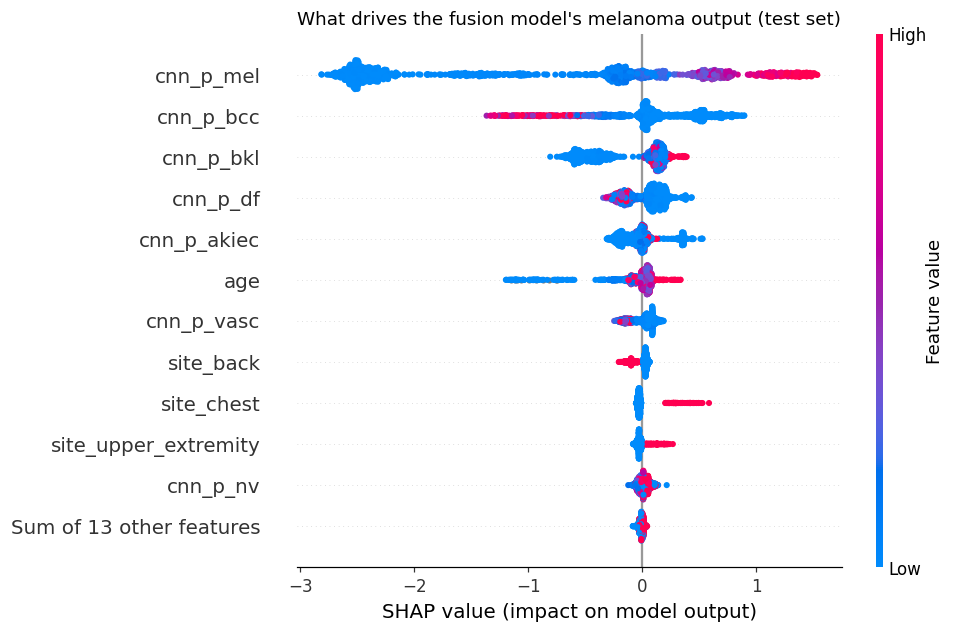 What drives the fusion model's melanoma output (test set)
High
cnn_p_mel
cnn_p_bcc
cnn_p_bkl
cnn_p_df
cnn_p_akiec
age
cnn_p_vasc
site_back
site_chest
site_upper_extremity
cnn_p_nv
Sum of 13 other features
Feature value
Low
−3 −2 −1 0 1
SHAP value (impact on model output)